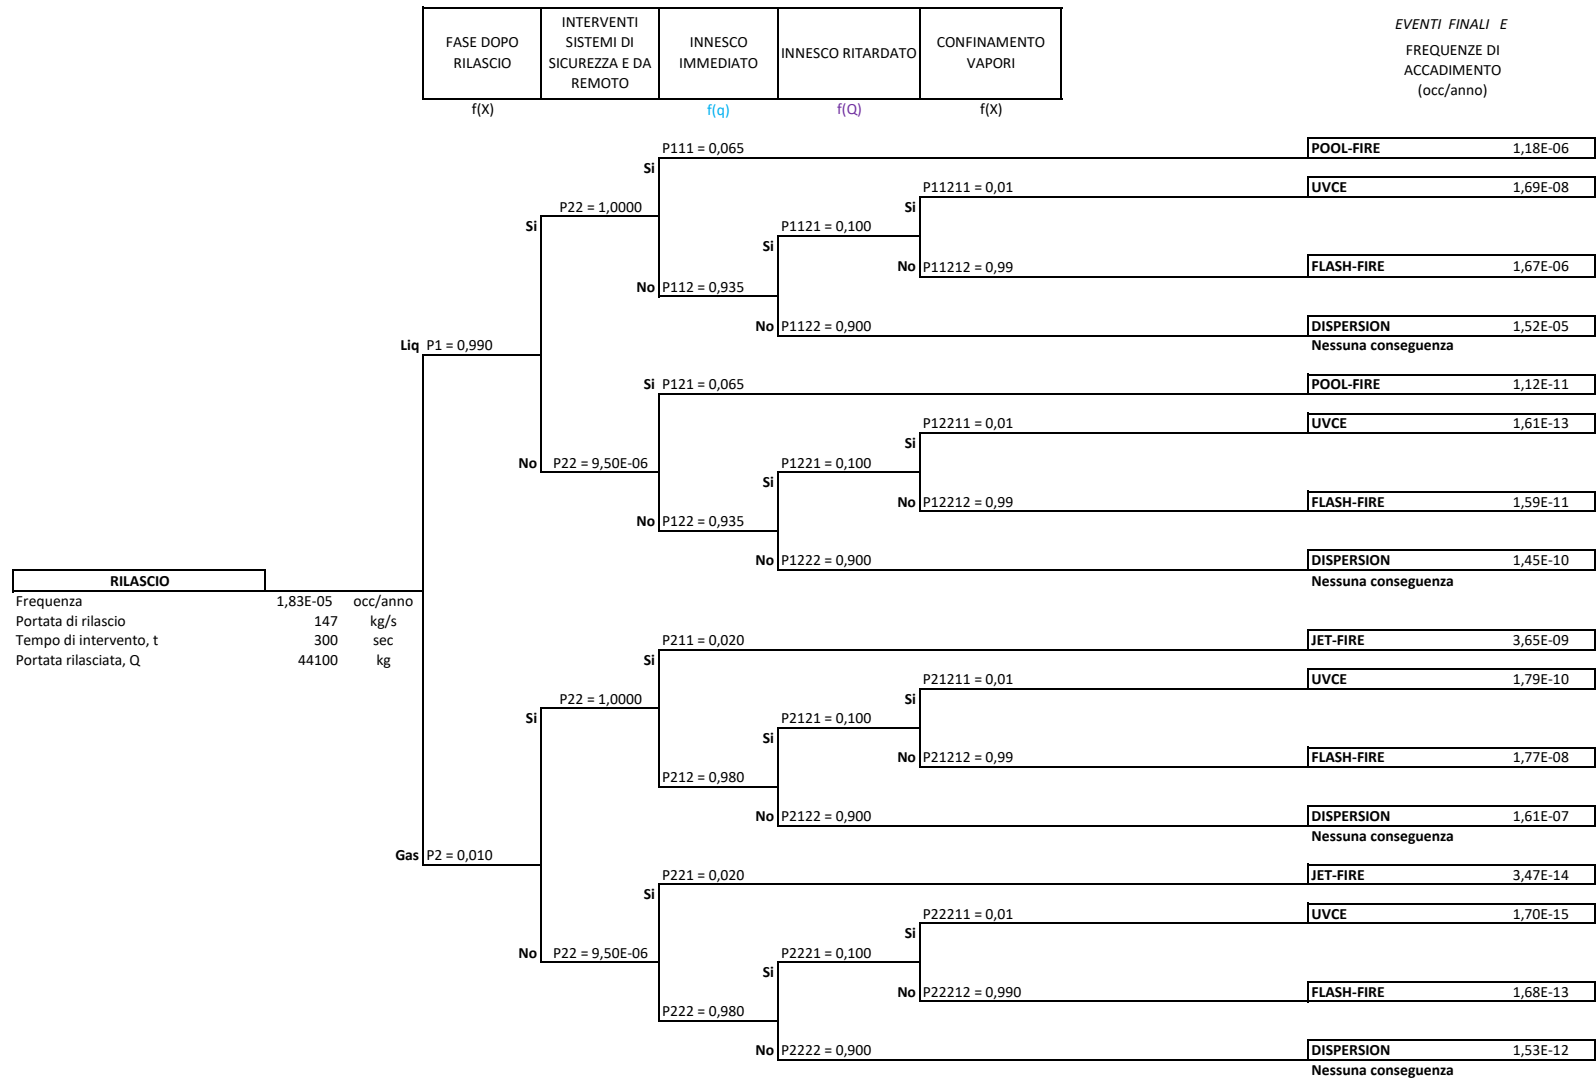 FASE DOPO
RILASCIO
INTERVENTI
SISTEMI DI
SICUREZZA E DA
REMOTO
INNESCO
IMMEDIATO
INNESCO RITARDATO
CONFINAMENTO
VAPORI
EVENTI FINALI E
FREQUENZE DI
ACCADIMENTO
(occ/anno)
f(X)
f(q)
f(Q)
f(X)
P111 = 0,065
POOL-FIRE 1,18E-06
Si
P11211 = 0,01
UVCE 1,69E-08
P22 = 1,0000
Si
Si
P1121 = 0,100
Si
No P11212 = 0,99
FLASH-FIRE 1,67E-06
No P112 = 0,935
No P1122 = 0,900
DISPERSION 1,52E-05
Nessuna conseguenza
Liq P1 = 0,990
Si P121 = 0,065
POOL-FIRE 1,12E-11
P12211 = 0,01
UVCE 1,61E-13
Si
No P22 = 9,50E-06
P1221 = 0,100
Si
No P12212 = 0,99
FLASH-FIRE 1,59E-11
No P122 = 0,935
No P1222 = 0,900
DISPERSION 1,45E-10
Nessuna conseguenza
RILASCIO
Frequenza 1,83E-05 occ/anno
Portata di rilascio 147 kg/s
Tempo di intervento, t 300 sec
Portata rilasciata, Q 44100 kg
P211 = 0,020
JET-FIRE 3,65E-09
Si
P21211 = 0,01
UVCE 1,79E-10
P22 = 1,0000
Si
Si
P2121 = 0,100
Si
No P21212 = 0,99
FLASH-FIRE 1,77E-08
P212 = 0,980
No P2122 = 0,900
DISPERSION 1,61E-07
Nessuna conseguenza
Gas P2 = 0,010
P221 = 0,020
JET-FIRE 3,47E-14
Si
P22211 = 0,01
UVCE 1,70E-15
Si
No P22 = 9,50E-06
P2221 = 0,100
Si
No P22212 = 0,990
FLASH-FIRE 1,68E-13
P222 = 0,980
No P2222 = 0,900
DISPERSION 1,53E-12
Nessuna conseguenza